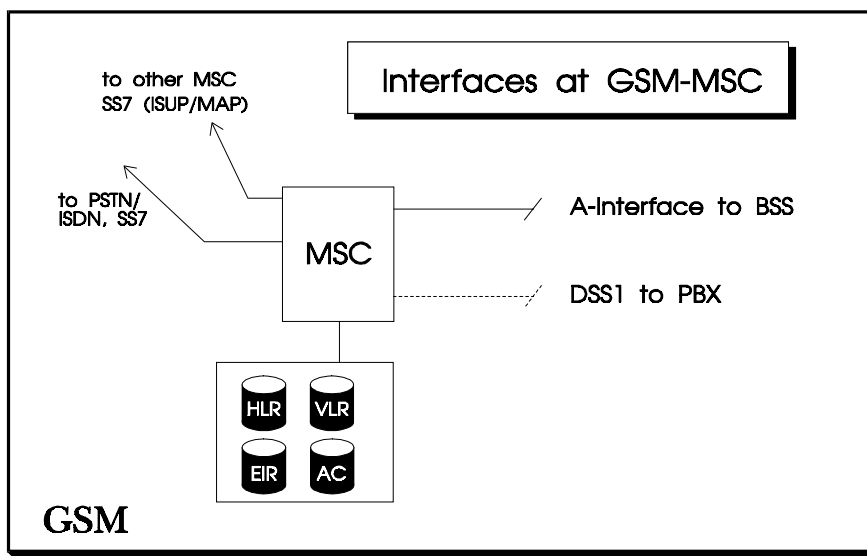 Interfaces at GSM-MSC
to other MSC
SS7 (ISUP/MAP)
to PSTN/
ISDN, SS7
MSC
A-Interface to BSS
DSS1 to PBX
HLR
VLR
EIR
AC
GSM